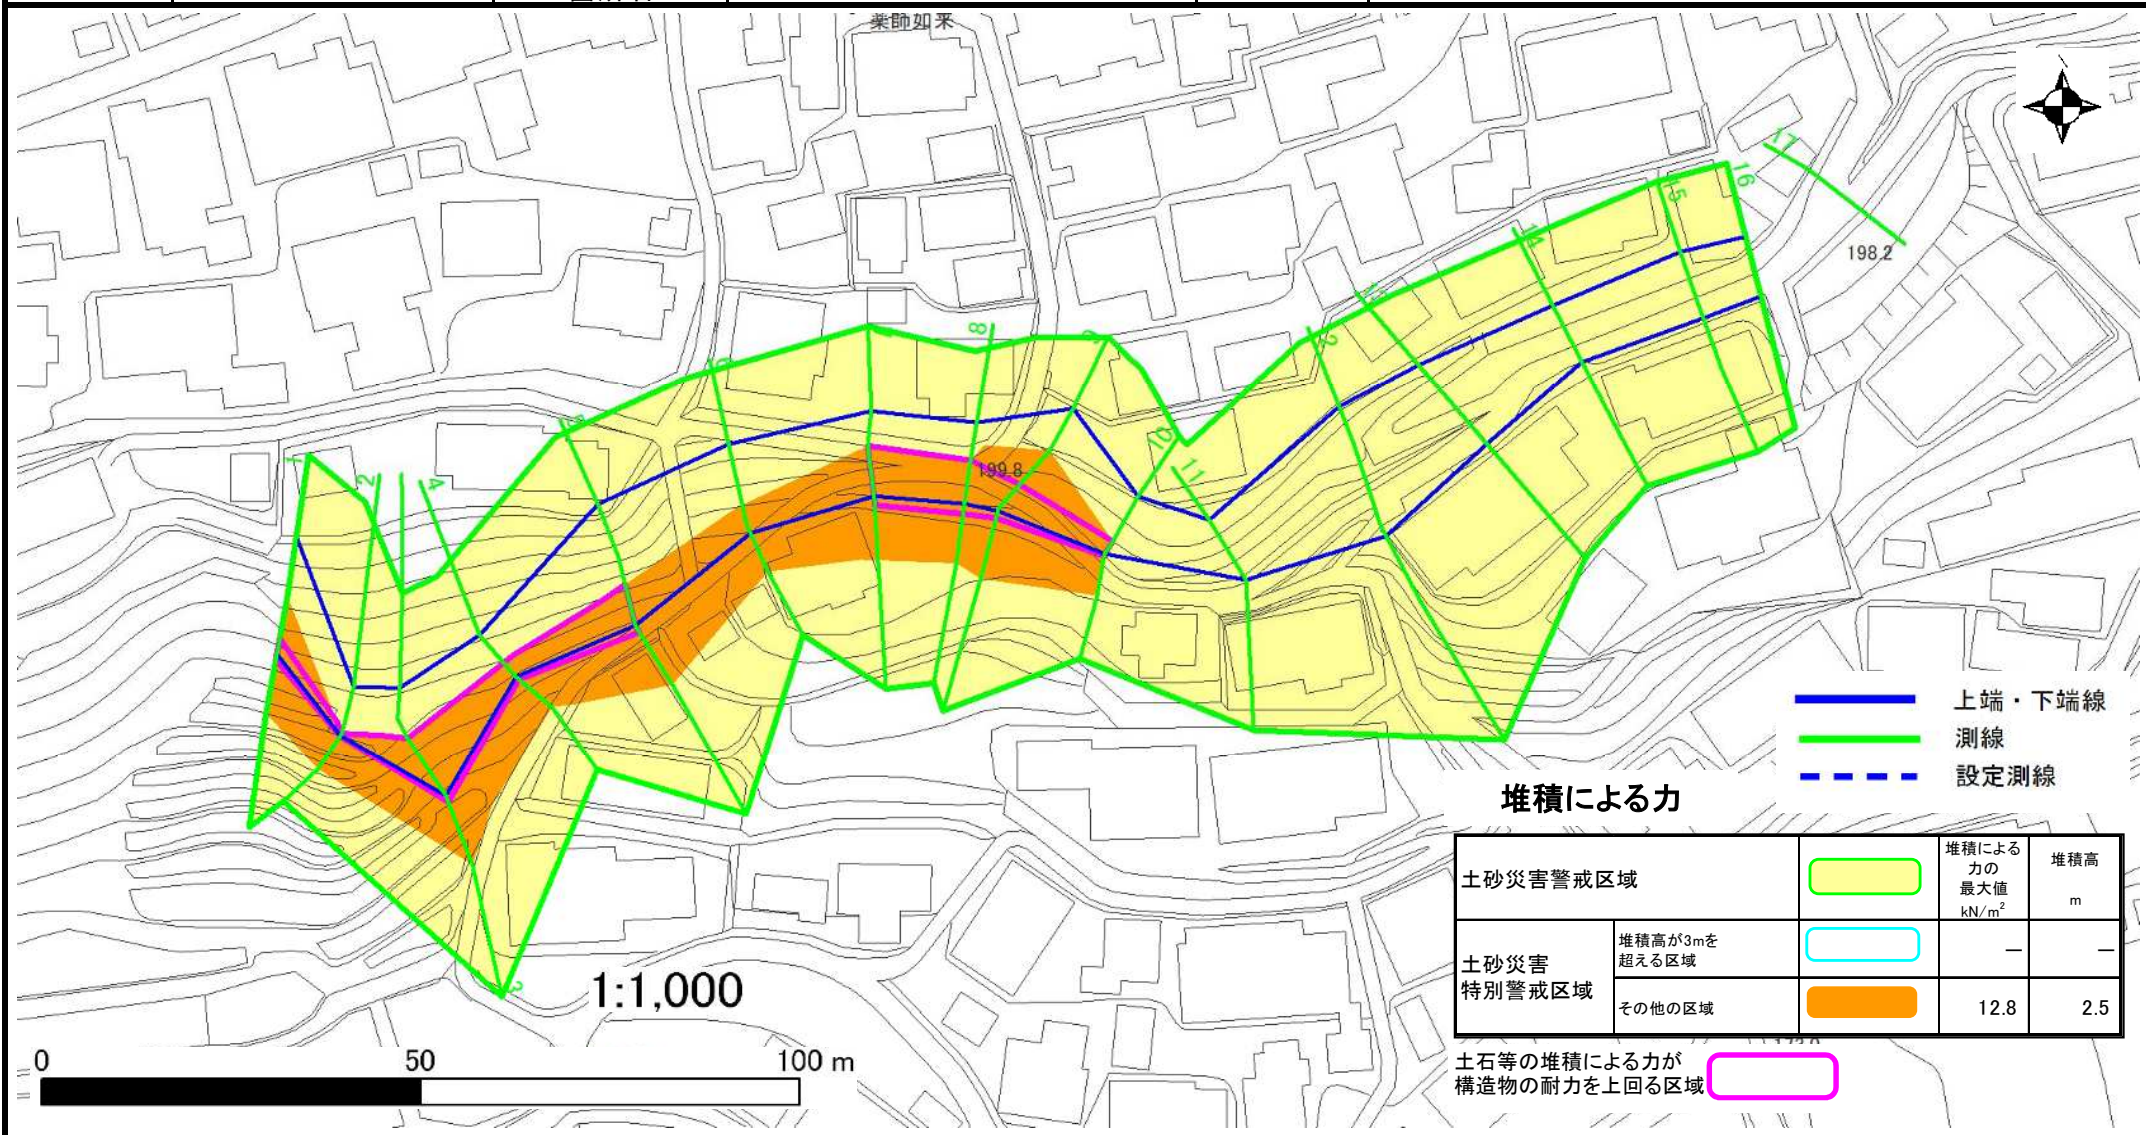 薬師如来
17
16
15
198.2
14
13
12
8
9
6
5
10
11
1
2
4
199.8
3
上端・下端線
測線
設定測線
堆積による力
土砂災害警戒区域
堆積による
力の
最大値
kN/m²
堆積高
m
土砂災害
特別警戒区域
堆積高が3mを
超える区域
－
－
その他の区域
12.8
2.5
土石等の堆積による力が
構造物の耐力を上回る区域
1:1,000
0
50
100 m